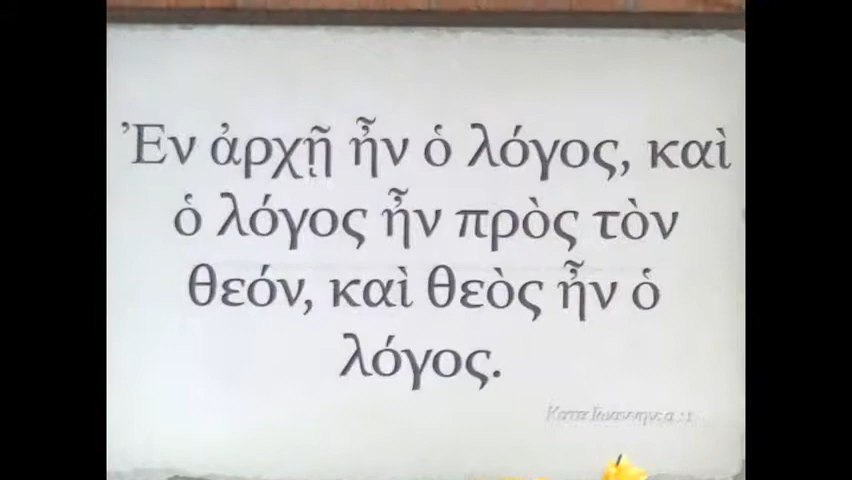 Ἐν ἀρχῇ ἦν ὁ λόγος, καὶ
ὁ λόγος ἦν πρὸς τὸν
θεόν, καὶ θεὸς ἦν ὁ
λόγος.